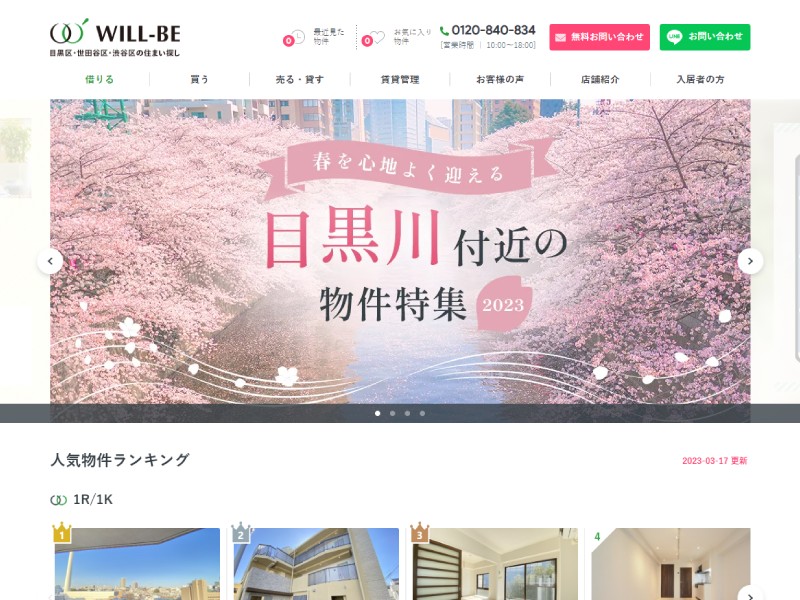 WILL-BE
目黒区・世田谷区・渋谷区の住まい探し
0
最近見た
物件
0
お気に入り
物件
0120-840-834
[営業時間 ｜ 10:00〜18:00]
無料お問い合わせ
LINE
お問い合わせ
借りる
買う
売る・貸す
賃貸管理
お客様の声
店舗紹介
入居者の方
春を心地よく迎える
目黒川付近の
物件特集
2023
人気物件ランキング
2023-03-17 更新
1R/1K
1
2
3
4